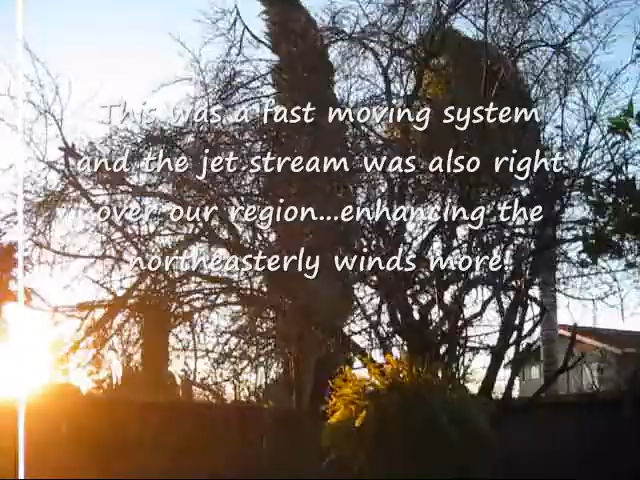 This was a fast moving system
and the jet stream was also right
over our region...enhancing the
northeasterly winds more.